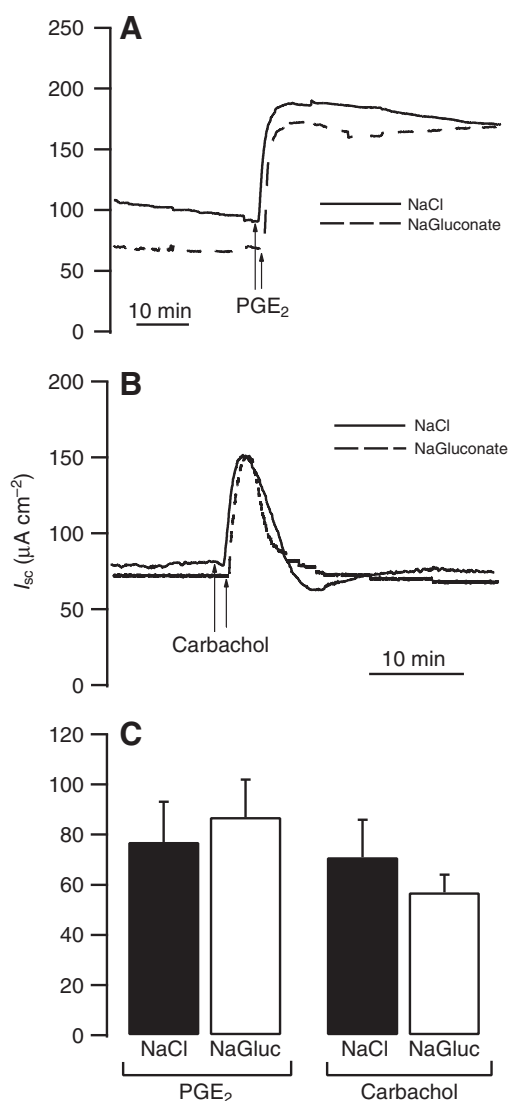 A
250
200
150
100
50
0
NaCl
NaGluconate
PGE₂
10 min
B
200
150
100
50
0
NaCl
NaGluconate
Carbachol
10 min
Isc (µA cm⁻²)
C
120
100
80
60
40
20
0
NaCl NaGluc NaCl NaGluc
PGE₂ Carbachol